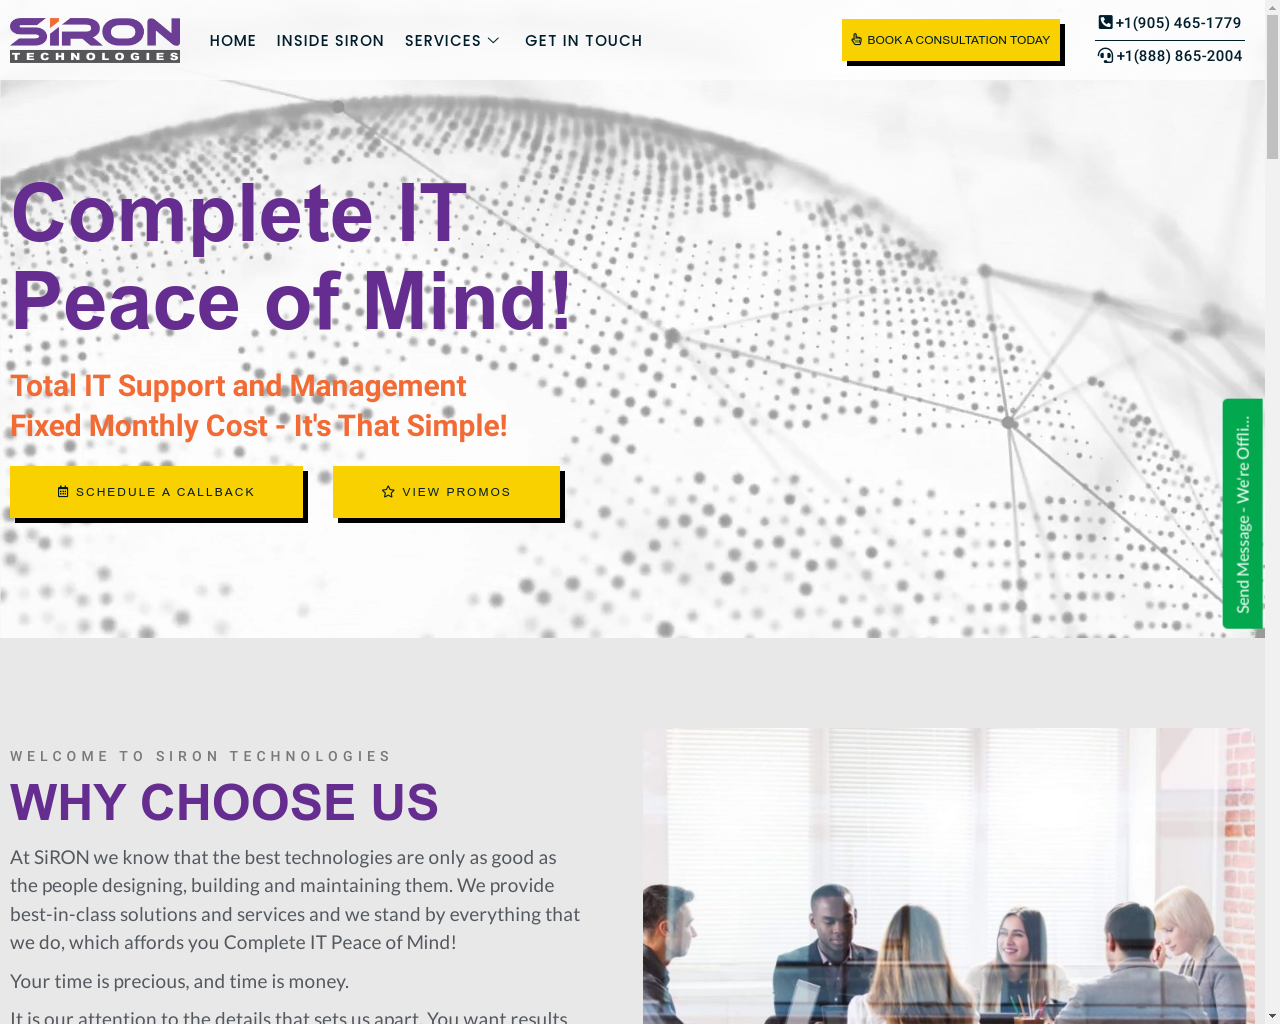 SiRON
TECHNOLOGIES
HOME
INSIDE SIRON
SERVICES
GET IN TOUCH
BOOK A CONSULTATION TODAY
+1(905) 465-1779
+1(888) 865-2004
Complete IT
Peace of Mind!
Total IT Support and Management
Fixed Monthly Cost - It's That Simple!
SCHEDULE A CALLBACK
VIEW PROMOS
Send Message - We're Offli...
WELCOME TO SIRON TECHNOLOGIES
WHY CHOOSE US
At SiRON we know that the best technologies are only as good as
the people designing, building and maintaining them. We provide
best-in-class solutions and services and we stand by everything that
we do, which affords you Complete IT Peace of Mind!
Your time is precious, and time is money.
It is our attention to the details that sets us apart. You want results